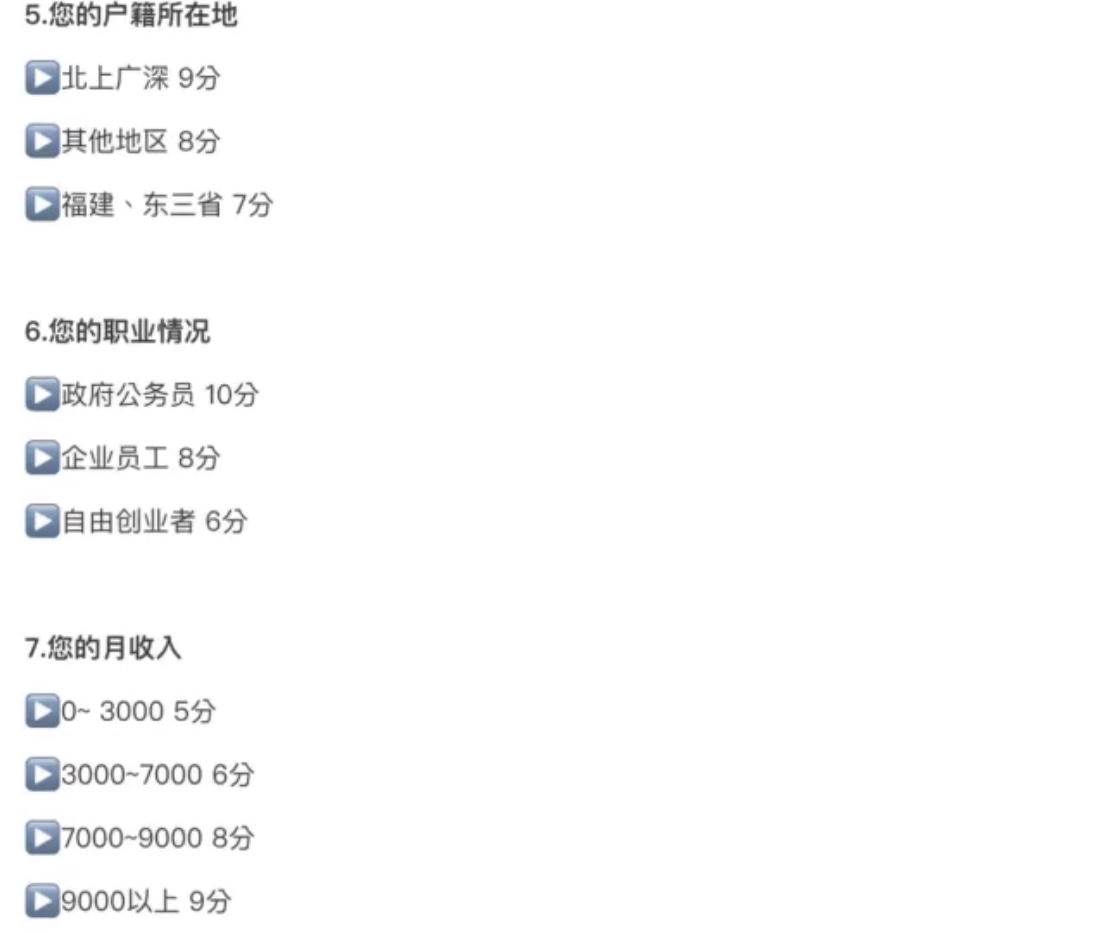 5.您的户籍所在地
▶️北上广深 9分
▶️其他地区 8分
▶️福建、东三省 7分
6.您的职业情况
▶️政府公务员 10分
▶️企业员工 8分
▶️自由创业者 6分
7.您的月收入
▶️0~ 3000 5分
▶️3000~7000 6分
▶️7000~9000 8分
▶️9000以上 9分